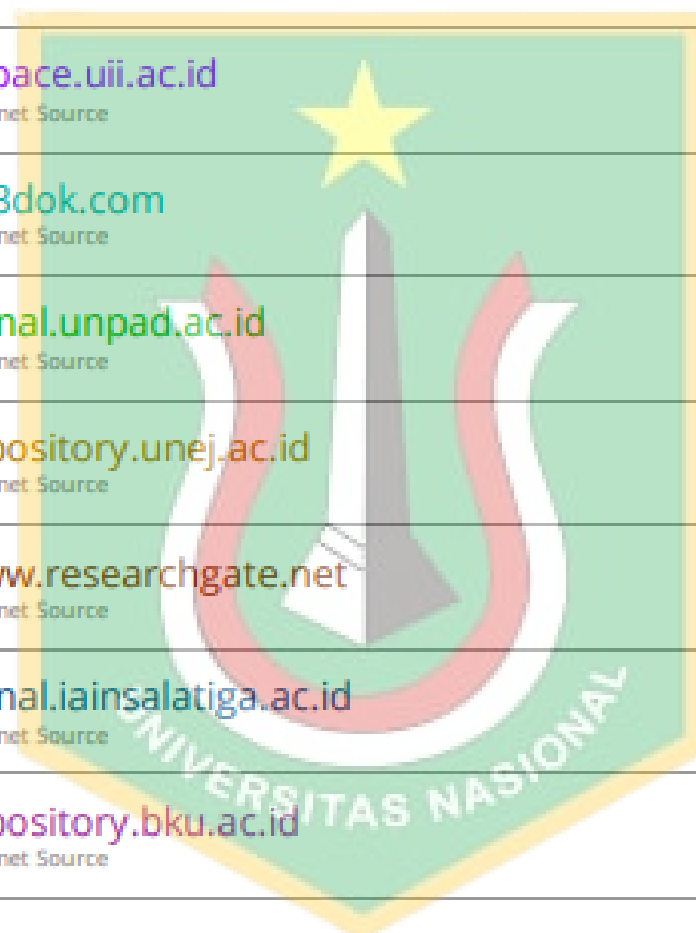 pace.uii.ac.id
net Source
3dok.com
net Source
nal.unpad.ac.id
net Source
pository.unej.ac.id
net Source
ww.researchgate.net
net Source
nal.iainsalatiga.ac.id
net Source
UNIVERSITAS NASIONAL
pository.bku.ac.id
net Source